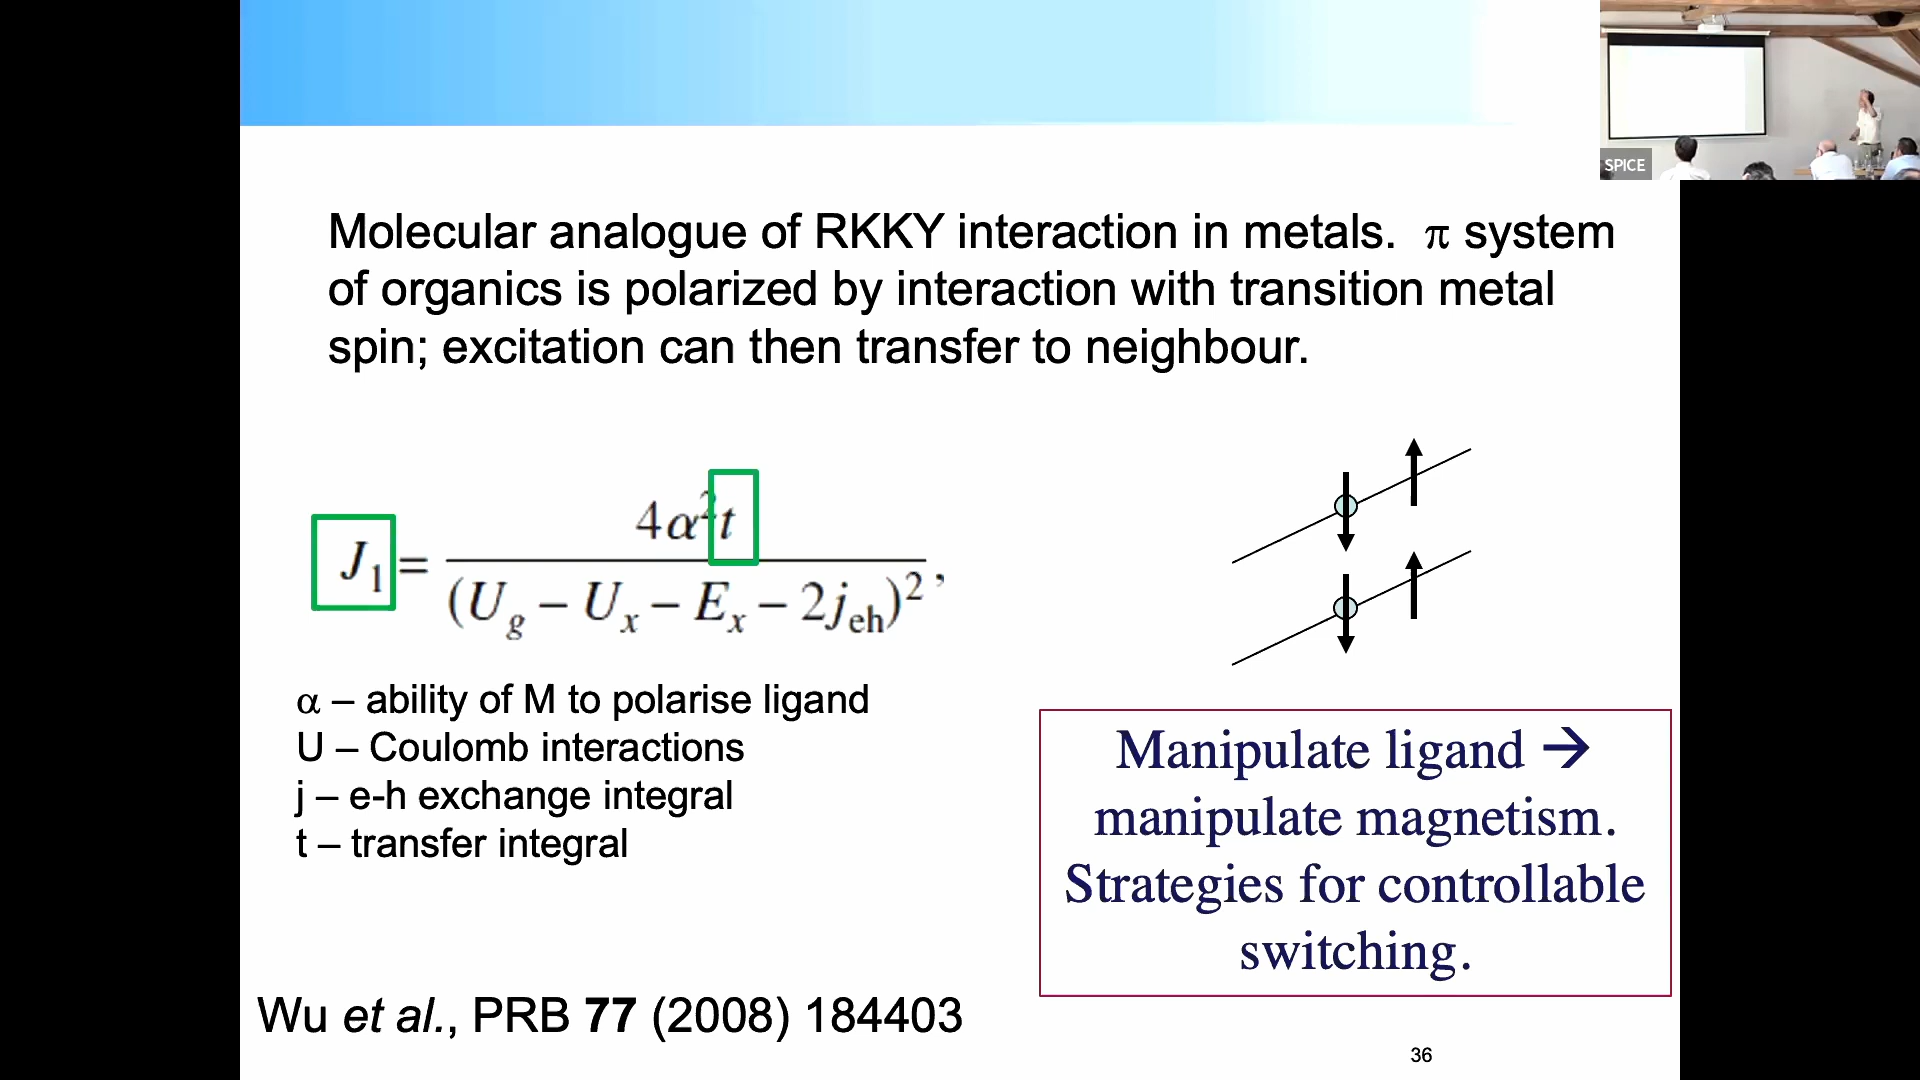 SPICE
Molecular analogue of RKKY interaction in metals. π system
of organics is polarized by interaction with transition metal
spin; excitation can then transfer to neighbour.
J₁ = 4α²t / (U_g − U_x − E_x − 2j_eh)²,
α – ability of M to polarise ligand
U – Coulomb interactions
j – e-h exchange integral
t – transfer integral
Manipulate ligand →
manipulate magnetism.
Strategies for controllable
switching.
Wu et al., PRB 77 (2008) 184403
36